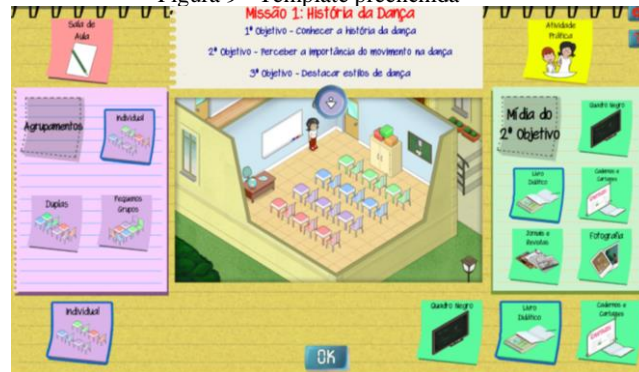 Figura 9 - Template preenchida
Missão 1: História da Dança
1º Objetivo - Conhecer a história da dança
2º Objetivo - Perceber a importância do movimento na dança
3º Objetivo - Destacar estilos de dança
Sala de
Aula
Atividade
Prática
Agrupamentos
Individual
Duplas
Pequenos
Grupos
Mídia do
2º Objetivo
Quadro Negro
Livro
Didático
Cadernos e
Cartazes
Jornais e
Revistas
Fotografia
Individual
OK
Quadro Negro
Livro
Didático
Cadernos e
Cartazes